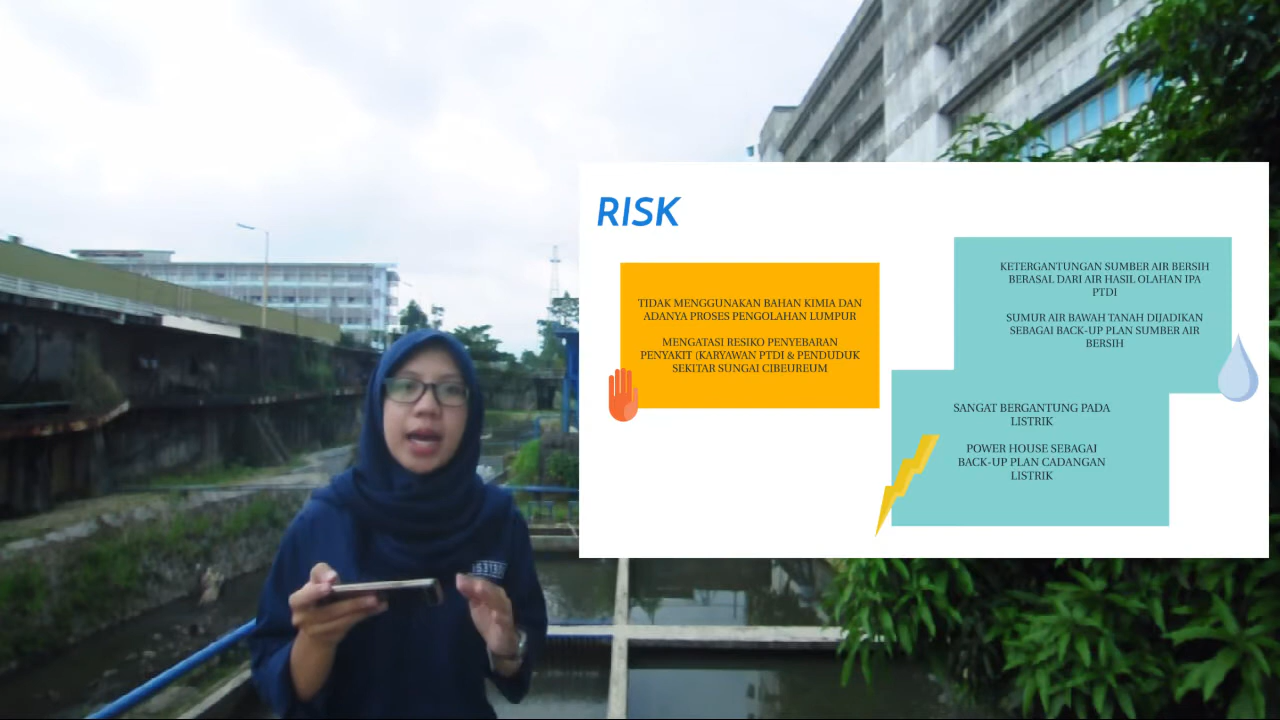 RISK
TIDAK MENGGUNAKAN BAHAN KIMIA DAN
ADANYA PROSES PENGOLAHAN LUMPUR
MENGATASI RESIKO PENYEBARAN
PENYAKIT (KARYAWAN PTDI & PENDUDUK
SEKITAR SUNGAI CIBEUREUM
KETERGANTUNGAN SUMBER AIR BERSIH
BERASAL DARI AIR HASIL OLAHAN IPA
PTDI
SUMUR AIR BAWAH TANAH DIJADIKAN
SEBAGAI BACK-UP PLAN SUMBER AIR
BERSIH
SANGAT BERGANTUNG PADA
LISTRIK
POWER HOUSE SEBAGAI
BACK-UP PLAN CADANGAN
LISTRIK